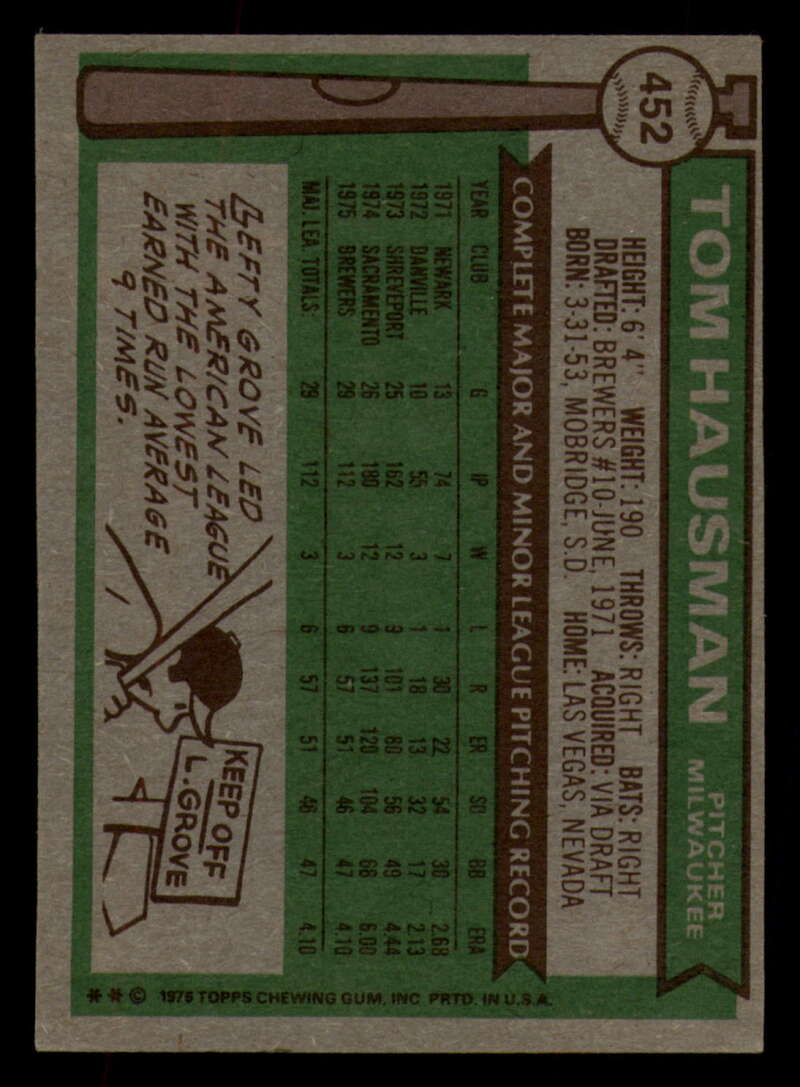 452
TOM HAUSMAN
PITCHER
MILWAUKEE
HEIGHT: 6' 4" WEIGHT: 190 THROWS: RIGHT BATS: RIGHT
DRAFTED: BREWERS #10-JUNE, 1971 ACQUIRED: VIA DRAFT
BORN: 3-31-53, MOBRIDGE, S.D. HOME: LAS VEGAS, NEVADA
COMPLETE MAJOR AND MINOR LEAGUE PITCHING RECORD
YEAR CLUB G IP W L R ER SO BB ERA
1971 NEWARK 13 74 7 1 30 22 54 30 2.68
1972 DANVILLE 10 55 3 1 18 13 32 17 2.13
1973 SHREVEPORT 25 162 12 9 101 80 56 49 4.44
1974 SACRAMENTO 26 180 12 9 137 120 104 66 6.00
1975 BREWERS 29 112 3 6 57 51 46 47 4.10
MAJ. LEA. TOTALS 29 112 3 6 57 51 46 47 4.10
LEFTY GROVE LED
THE AMERICAN LEAGUE
WITH THE LOWEST
EARNED RUN AVERAGE
9 TIMES.
KEEP OFF
L. GROVE
** © 1976 TOPPS CHEWING GUM, INC PRTD. IN U.S.A.